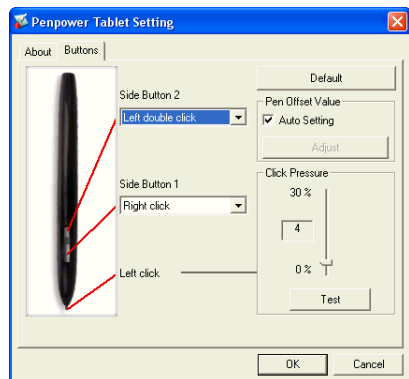 Penpower Tablet Setting
About
Buttons
Side Button 2
Left double click
Side Button 1
Right click
Left click
Default
Pen Offset Value
Auto Setting
Adjust
Click Pressure
30 %
4
0 %
Test
OK
Cancel